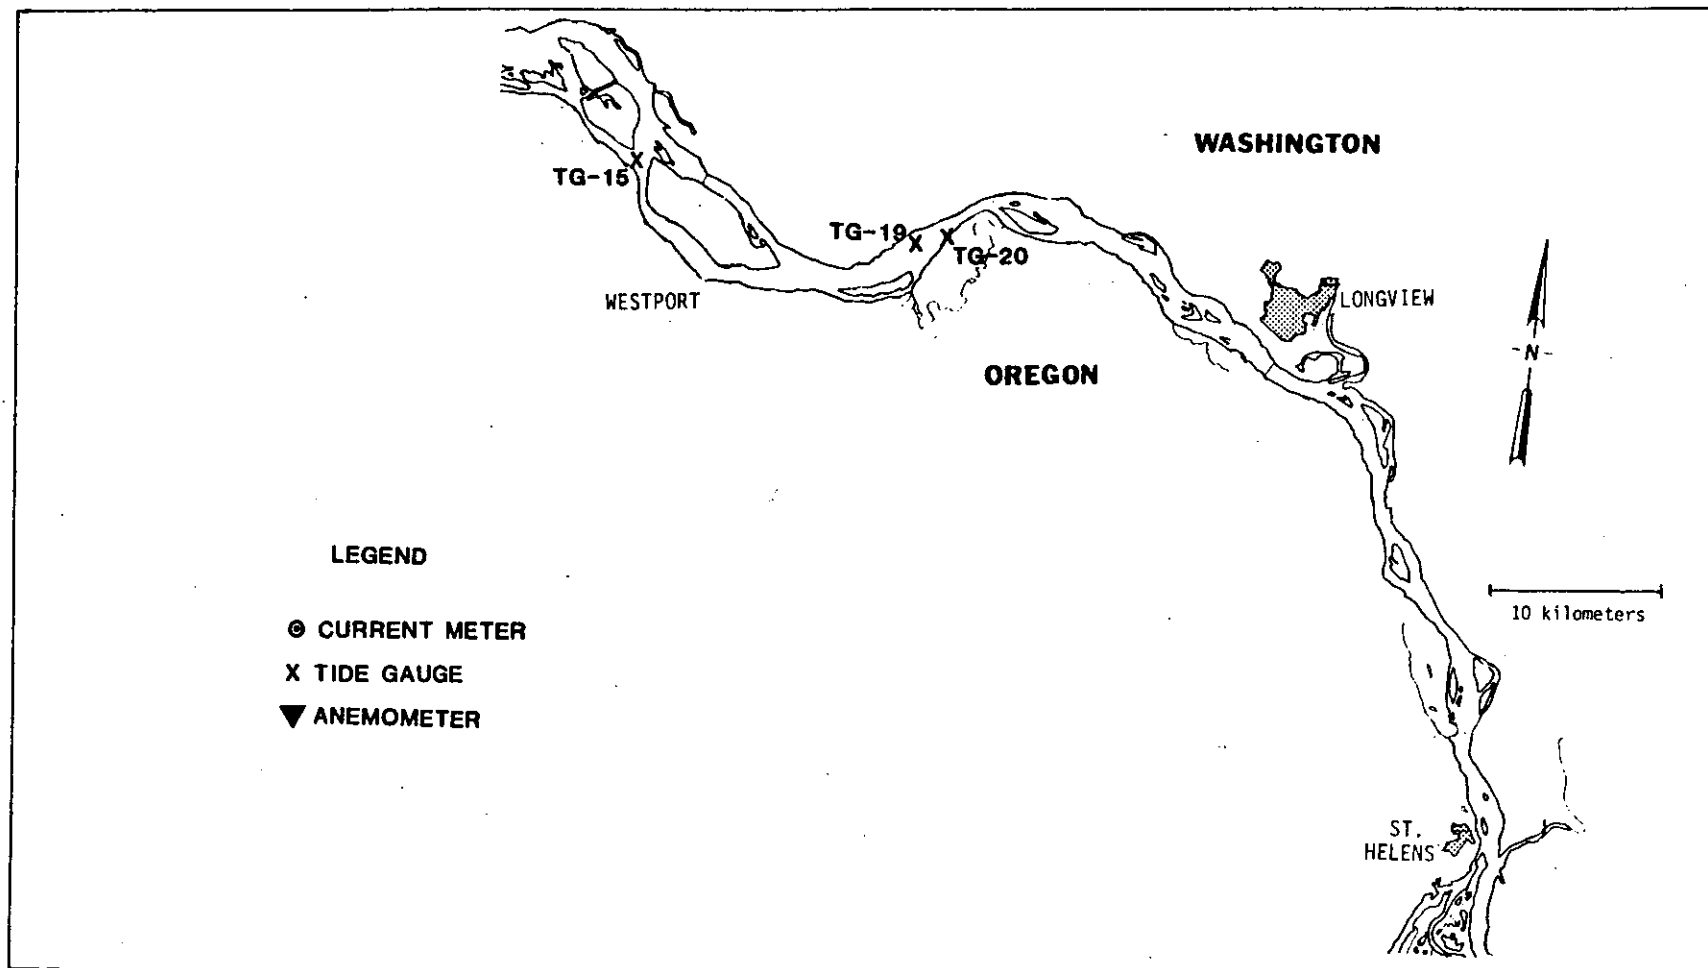 WASHINGTON
TG-15
TG-19
TG-20
WESTPORT
LONGVIEW
OREGON
-N-
LEGEND
10 kilometers
© CURRENT METER
X TIDE GAUGE
▼ ANEMOMETER
ST.
HELENS